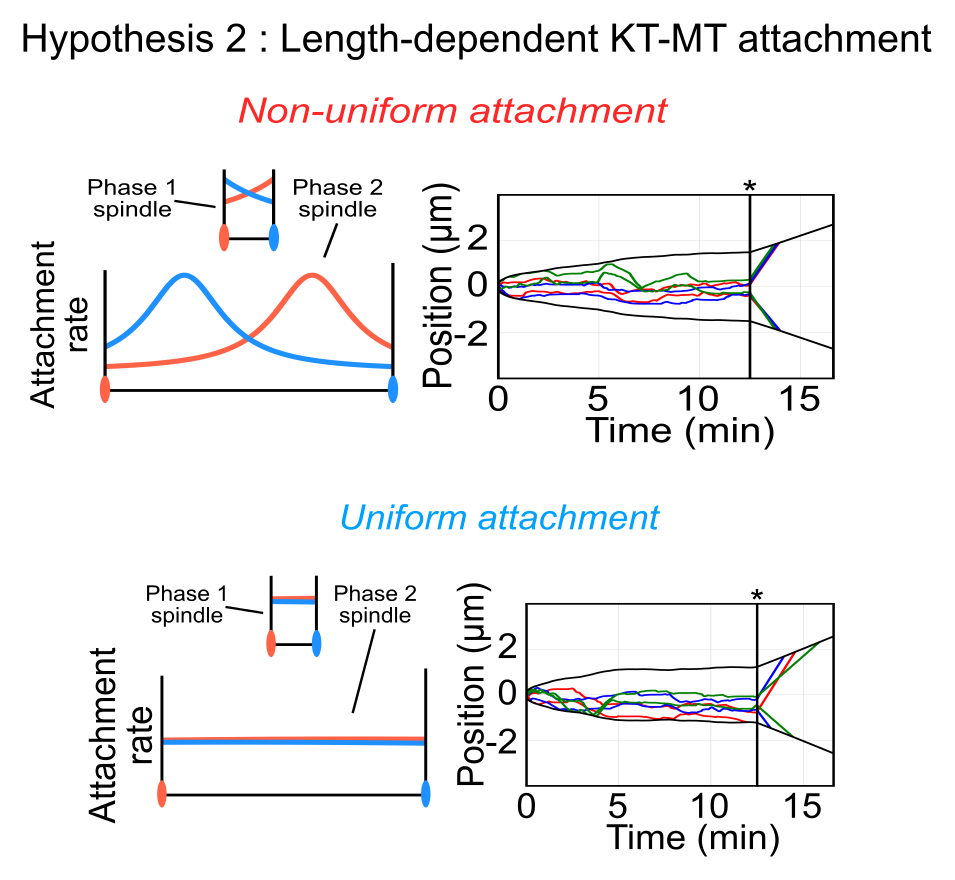 Hypothesis 2 : Length-dependent KT-MT attachment
Non-uniform attachment
Phase 1
spindle
Phase 2
spindle
Attachment
rate
*
Position (µm)
2
0
-2
0 5 10 15
Time (min)
Uniform attachment
Phase 1
spindle
Phase 2
spindle
Attachment
rate
*
Position (µm)
2
0
-2
0 5 10 15
Time (min)